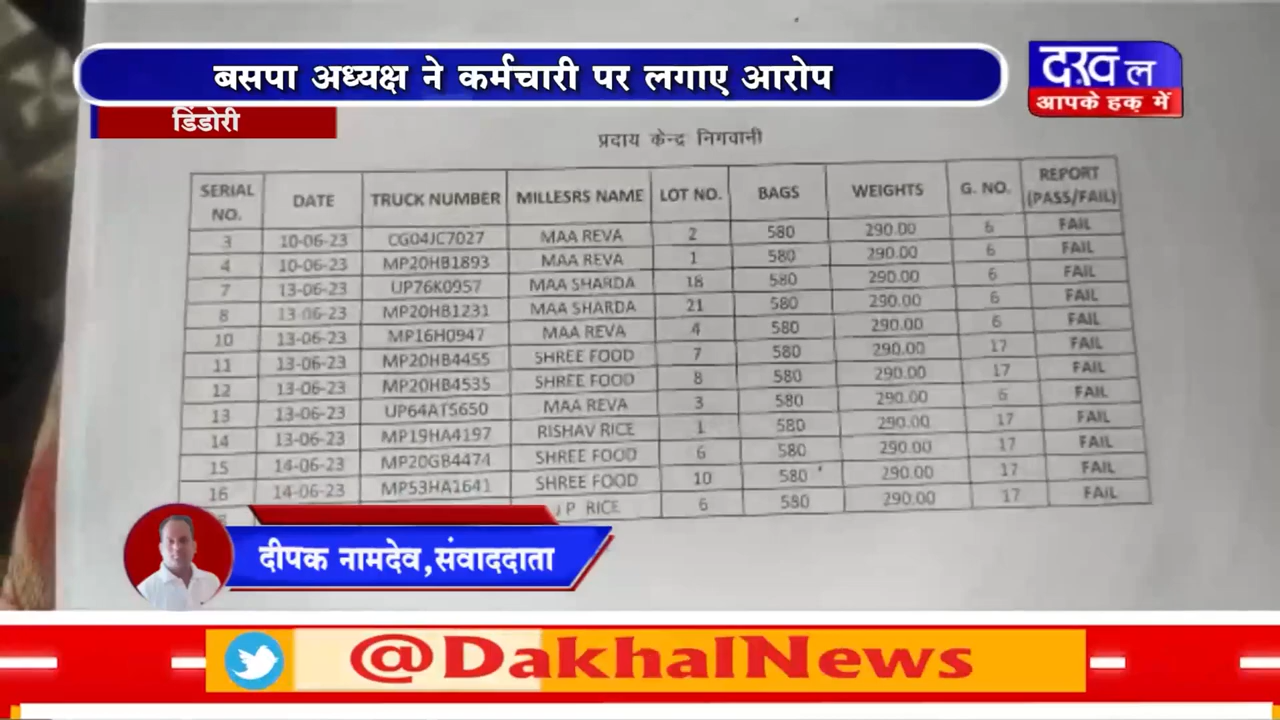 बसपा अध्यक्ष ने कर्मचारी पर लगाए आरोप
दख़ल
आपके हक़ में
डिंडोरी
प्रदाय केन्द्र निगवानी
SERIAL NO. DATE TRUCK NUMBER MILLESRS NAME LOT NO. BAGS WEIGHTS G. NO. REPORT (PASS/FAIL)
3 10-06-23 CG04JC7027 MAA REVA 2 580 290.00 6 FAIL
4 10-06-23 MP20HB1893 MAA REVA 1 580 290.00 6 FAIL
7 13-06-23 UP76K0957 MAA SHARDA 18 580 290.00 6 FAIL
8 13-06-23 MP20HB1231 MAA SHARDA 21 580 290.00 6 FAIL
10 13-06-23 MP16H0947 MAA REVA 4 580 290.00 6 FAIL
11 13-06-23 MP20HB4455 SHREE FOOD 7 580 290.00 17 FAIL
12 13-06-23 MP20HB4535 SHREE FOOD 8 580 290.00 17 FAIL
13 13-06-23 UP64AT5650 MAA REVA 3 580 290.00 6 FAIL
14 13-06-23 MP19HA4197 RISHAV RICE 1 580 290.00 17 FAIL
15 14-06-23 MP20GB4474 SHREE FOOD 6 580 290.00 17 FAIL
16 14-06-23 MP53HA1641 SHREE FOOD 10 580 290.00 17 FAIL
J P RICE 6 580 290.00 17 FAIL
दीपक नामदेव,संवाददाता
@DakhalNews